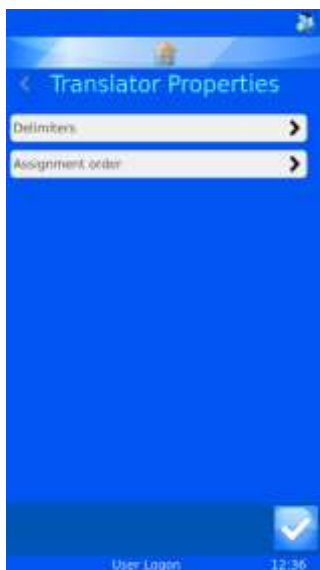 Translator Properties
Delimiters
Assignment order
User Logon
12:36